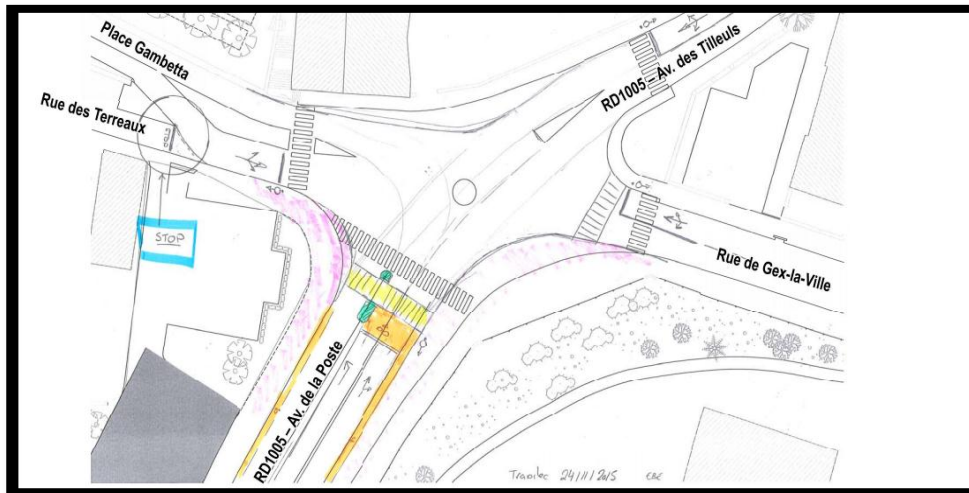 Place Gambetta
Rue des Terreaux
RD1005 – Av. des Tilleuls
STOP
STOP
Rue de Gex-la-Ville
RD1005 – Av. de la Poste
24/11/2015